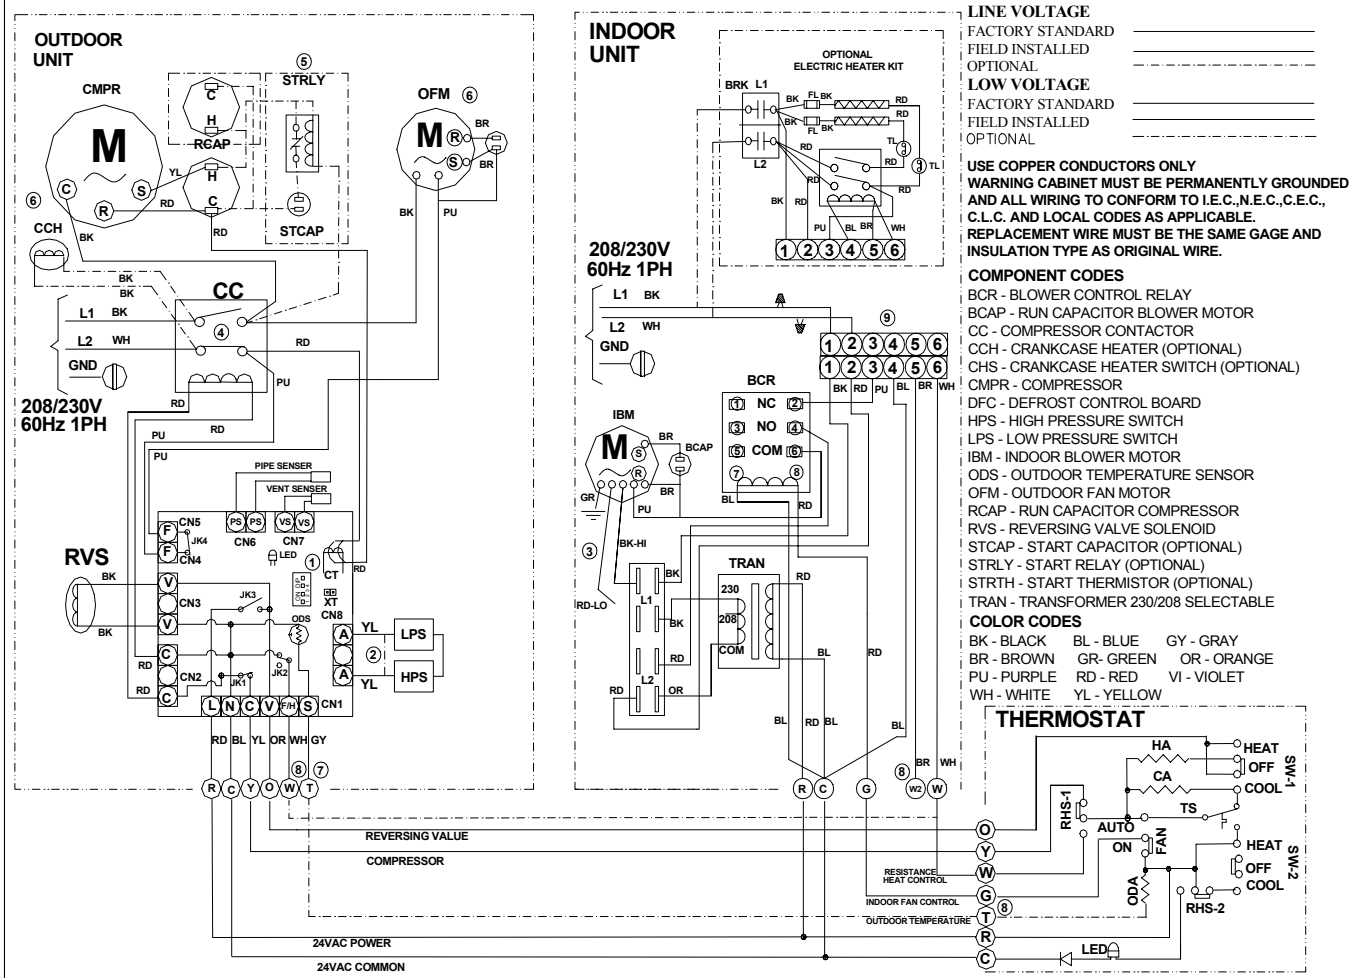 OUTDOOR
UNIT
CMPR
M
C
S
R
6
CCH
BK
YL
RD
C
H
RCAP
H
C
RD
5
STRLY
STCAP
OFM
6
M
R
S
BR
BR
BK
PU
BK
BK
CC
L1
BK
L2
WH
GND
4
RD
PU
208/230V
60Hz 1PH
RD
RD
PU
PU
PIPE SENSER
VENT SENSER
PS
PS
VS
VS
CN6
CN7
F
CN5
JK4
F
CN4
LED
1
CT
RD
RVS
BK
V
CN3
V
BK
JK3
ON DIP
XT
CN8
ODS
A
YL
LPS
2
A
YL
HPS
C
RD
CN2
RD
C
JK1
JK2
L
N
C
V
F/H
S
CN1
RD
BL
YL
OR
WH
GY
8
7
R
C
Y
O
W
T
INDOOR
UNIT
OPTIONAL
ELECTRIC HEATER KIT
BRK
L1
BK
FL
BK
RD
BK
FL
BK
RD
L2
RD
TL
TL
RD
RD
BK
BK
RD
RD
PU
BL
BR
WH
1
2
3
4
5
6
208/230V
60Hz 1PH
L1
BK
L2
WH
GND
9
1
2
3
4
5
6
1
2
3
4
5
6
BK
RD
PU
BL
BR
WH
BCR
1
NC
2
3
NO
4
5
COM
6
7
8
BL
RD
IBM
M
S
R
BR
BCAP
BR
GR
PU
3
BK-HI
RD-LO
BK
L1
BK
RD
L2
RD
OR
TRAN
230
208
COM
RD
BL
RD
BL
BL
RD
BL
BR
WH
8
R
C
G
W2
W
REVERSING VALUE
COMPRESSOR
RESISTANCE
HEAT CONTROL
INDOOR FAN CONTROL
OUTDOOR TEMPERATURE
24VAC POWER
24VAC COMMON
LINE VOLTAGE
FACTORY STANDARD
FIELD INSTALLED
OPTIONAL
LOW VOLTAGE
FACTORY STANDARD
FIELD INSTALLED
OPTIONAL
USE COPPER CONDUCTORS ONLY
WARNING CABINET MUST BE PERMANENTLY GROUNDED
AND ALL WIRING TO CONFORM TO I.E.C.,N.E.C.,C.E.C.,
C.L.C. AND LOCAL CODES AS APPLICABLE.
REPLACEMENT WIRE MUST BE THE SAME GAGE AND
INSULATION TYPE AS ORIGINAL WIRE.
COMPONENT CODES
BCR - BLOWER CONTROL RELAY
BCAP - RUN CAPACITOR BLOWER MOTOR
CC - COMPRESSOR CONTACTOR
CCH - CRANKCASE HEATER (OPTIONAL)
CHS - CRANKCASE HEATER SWITCH (OPTIONAL)
CMPR - COMPRESSOR
DFC - DEFROST CONTROL BOARD
HPS - HIGH PRESSURE SWITCH
LPS - LOW PRESSURE SWITCH
IBM - INDOOR BLOWER MOTOR
ODS - OUTDOOR TEMPERATURE SENSOR
OFM - OUTDOOR FAN MOTOR
RCAP - RUN CAPACITOR COMPRESSOR
RVS - REVERSING VALVE SOLENOID
STCAP - START CAPACITOR (OPTIONAL)
STRLY - START RELAY (OPTIONAL)
STRTH - START THERMISTOR (OPTIONAL)
TRAN - TRANSFORMER 230/208 SELECTABLE
COLOR CODES
BK - BLACK BL - BLUE GY - GRAY
BR - BROWN GR- GREEN OR - ORANGE
PU - PURPLE RD - RED VI - VIOLET
WH - WHITE YL - YELLOW
THERMOSTAT
HA
HEAT
OFF
SW-1
CA
COOL
RHS-1
AUTO
TS
ON
FAN
HEAT
OFF
SW-2
COOL
ODA
RHS-2
O
Y
W
G
T
8
R
C
LED